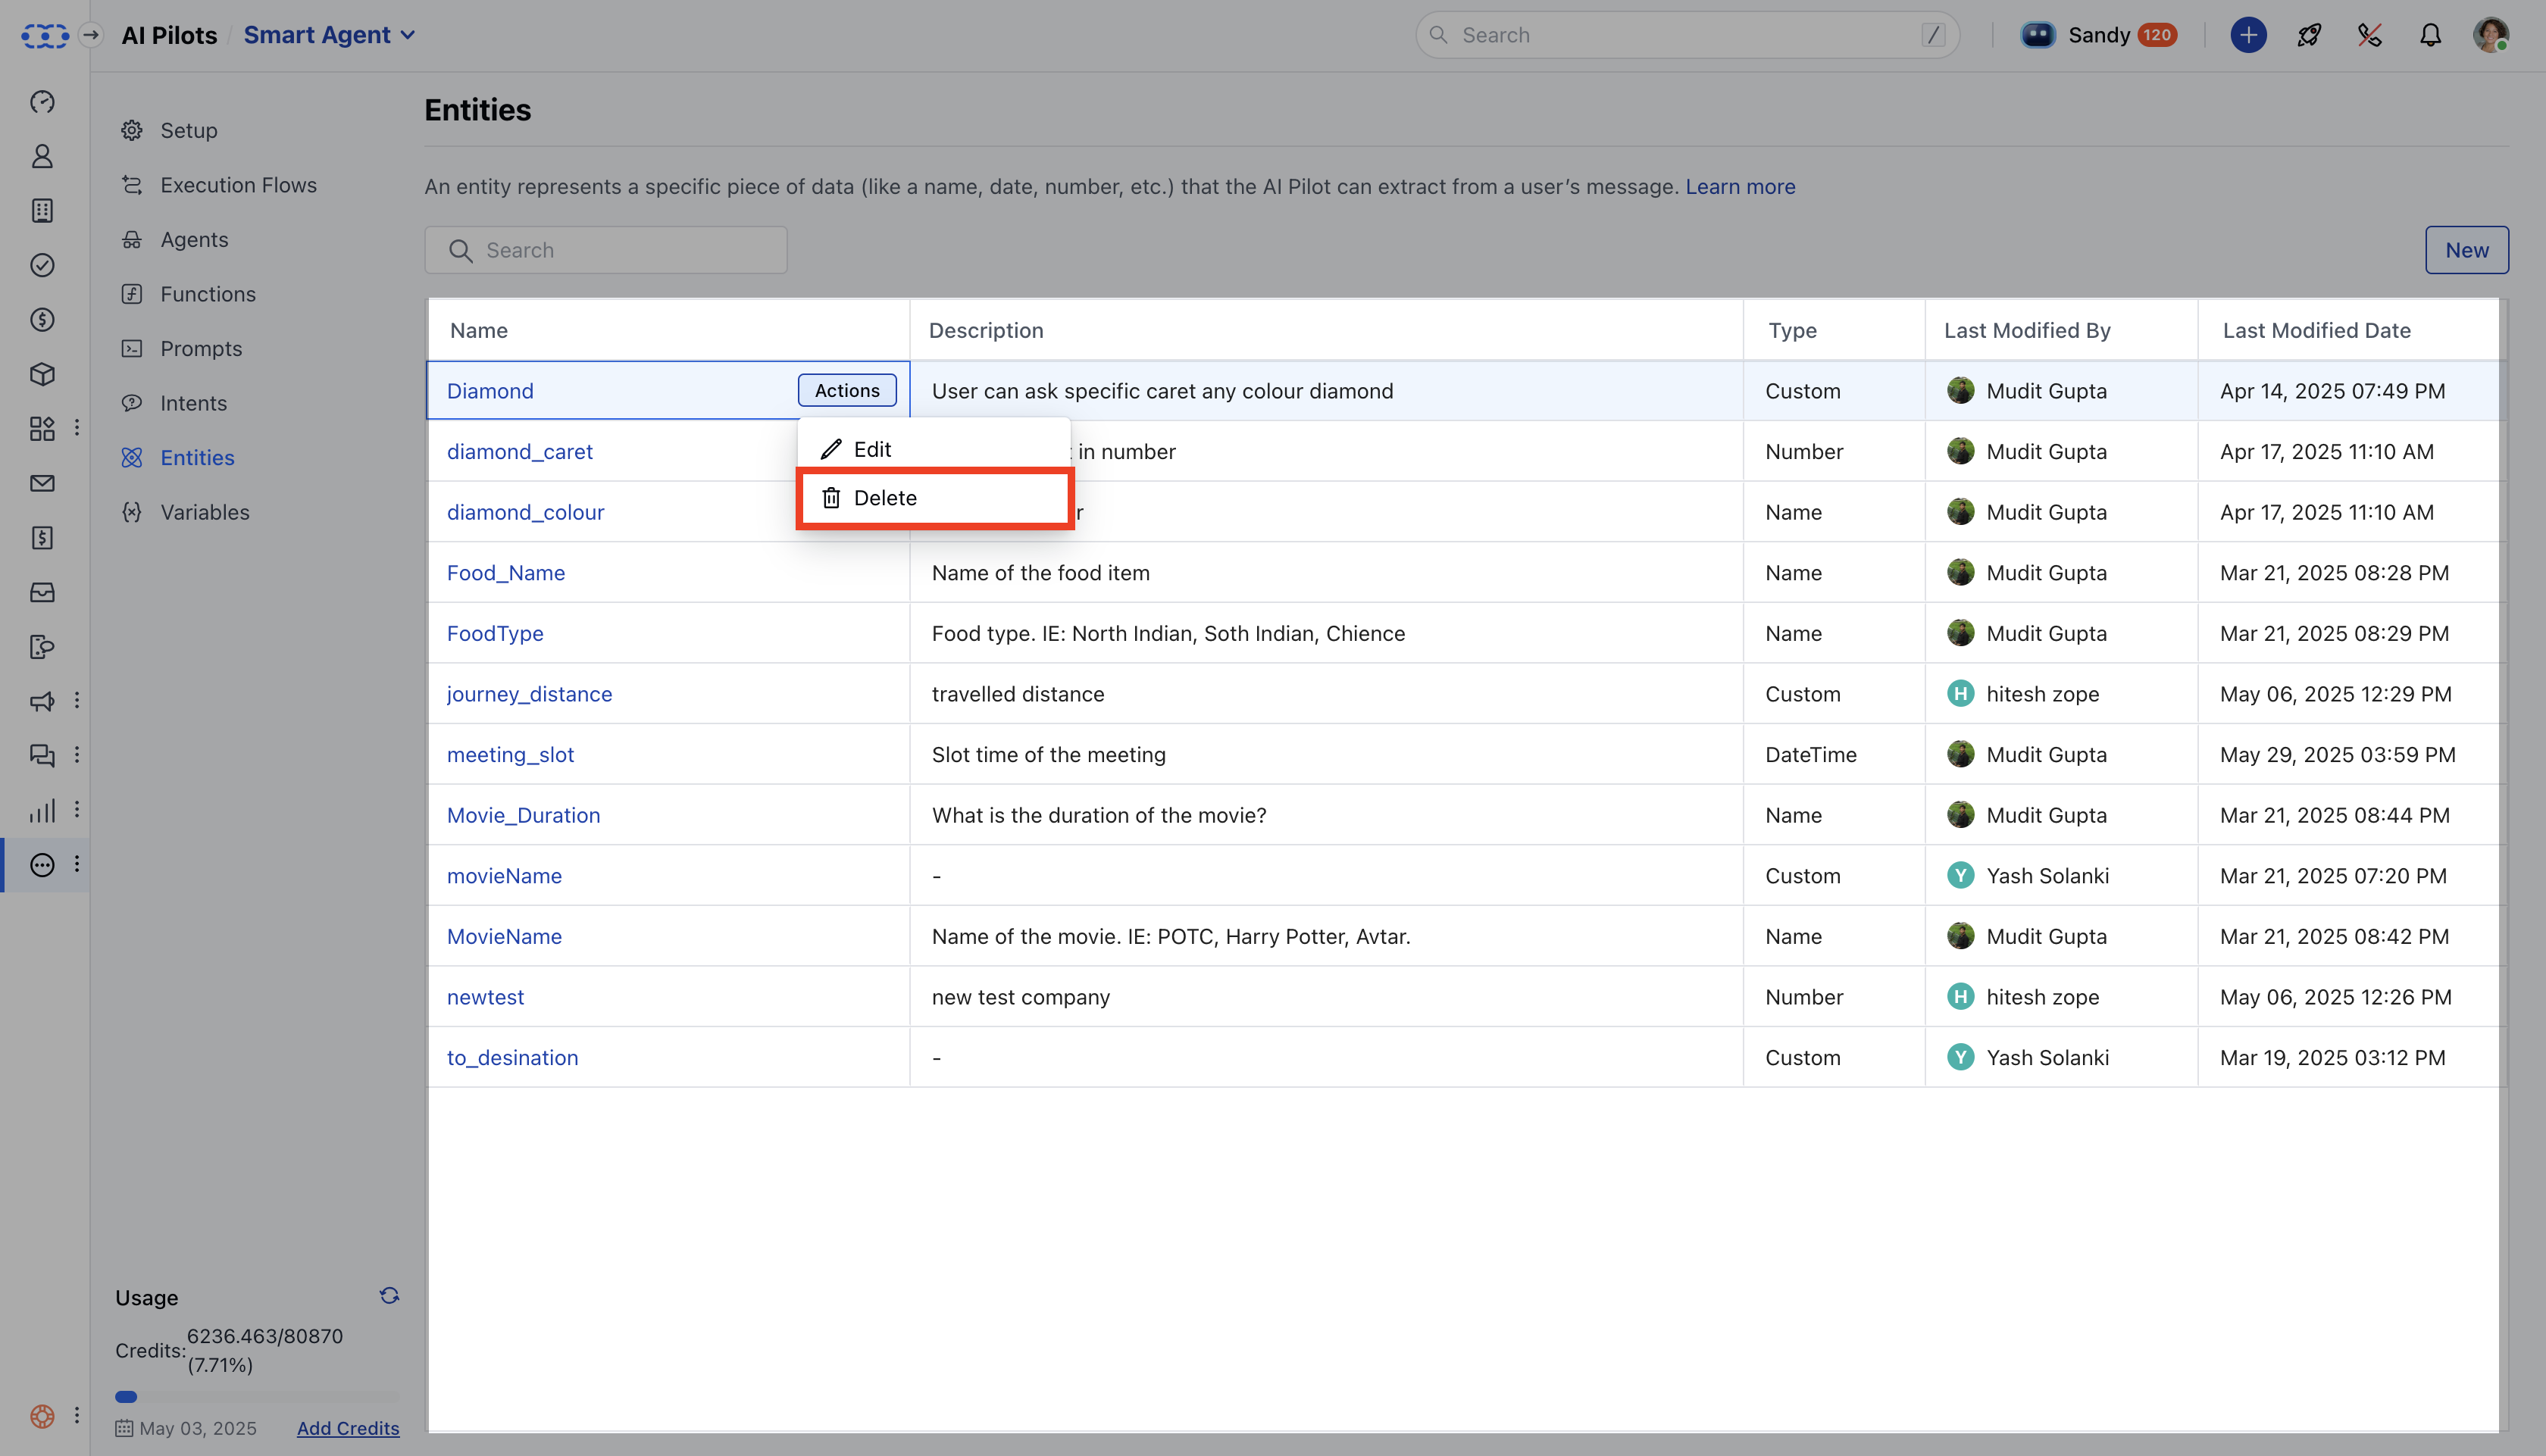 AI Pilots / Smart Agent
Search /
Sandy 120
Setup
Execution Flows
Agents
Functions
Prompts
Intents
Entities
Variables
Usage
Credits: 6236.463/80870 (7.71%)
May 03, 2025 Add Credits
Entities
An entity represents a specific piece of data (like a name, date, number, etc.) that the AI Pilot can extract from a user's message. Learn more
Search
New
Name Description Type Last Modified By Last Modified Date
Diamond Actions User can ask specific caret any colour diamond Custom Mudit Gupta Apr 14, 2025 07:49 PM
Edit
Delete
diamond_caret in number Number Mudit Gupta Apr 17, 2025 11:10 AM
diamond_colour r Name Mudit Gupta Apr 17, 2025 11:10 AM
Food_Name Name of the food item Name Mudit Gupta Mar 21, 2025 08:28 PM
FoodType Food type. IE: North Indian, Soth Indian, Chience Name Mudit Gupta Mar 21, 2025 08:29 PM
journey_distance travelled distance Custom H hitesh zope May 06, 2025 12:29 PM
meeting_slot Slot time of the meeting DateTime Mudit Gupta May 29, 2025 03:59 PM
Movie_Duration What is the duration of the movie? Name Mudit Gupta Mar 21, 2025 08:44 PM
movieName - Custom Y Yash Solanki Mar 21, 2025 07:20 PM
MovieName Name of the movie. IE: POTC, Harry Potter, Avtar. Name Mudit Gupta Mar 21, 2025 08:42 PM
newtest new test company Number H hitesh zope May 06, 2025 12:26 PM
to_desination - Custom Y Yash Solanki Mar 19, 2025 03:12 PM